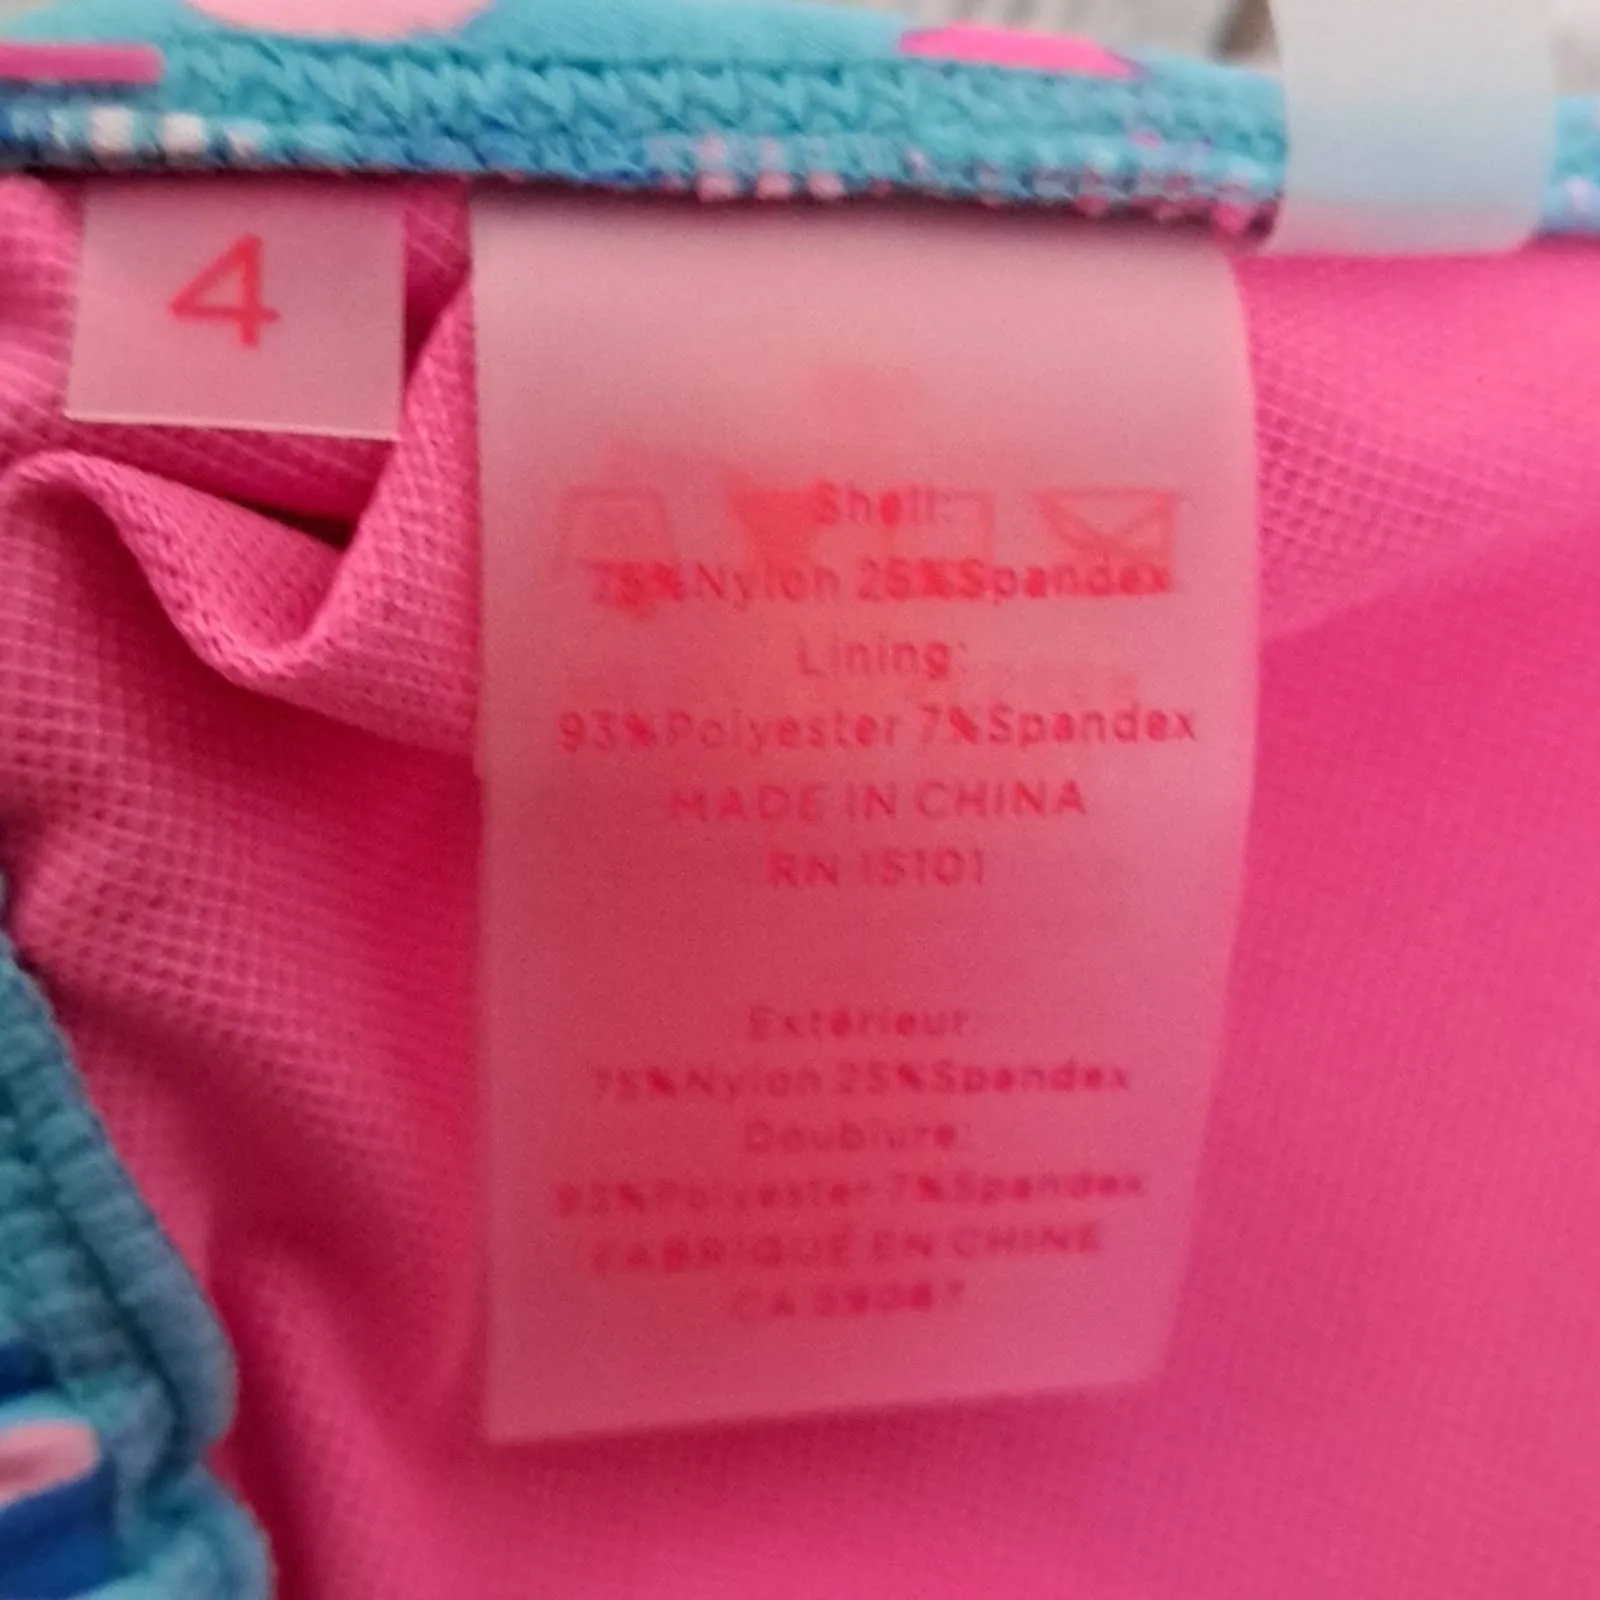 4
Shell:
75%Nylon 25%Spandex
Lining:
93%Polyester 7%Spandex
MADE IN CHINA
RN 15101
Extérieur:
75%Nylon 25%Spandex
Doublure:
93%Polyester 7%Spandex
FABRIQUÉ EN CHINE
CA